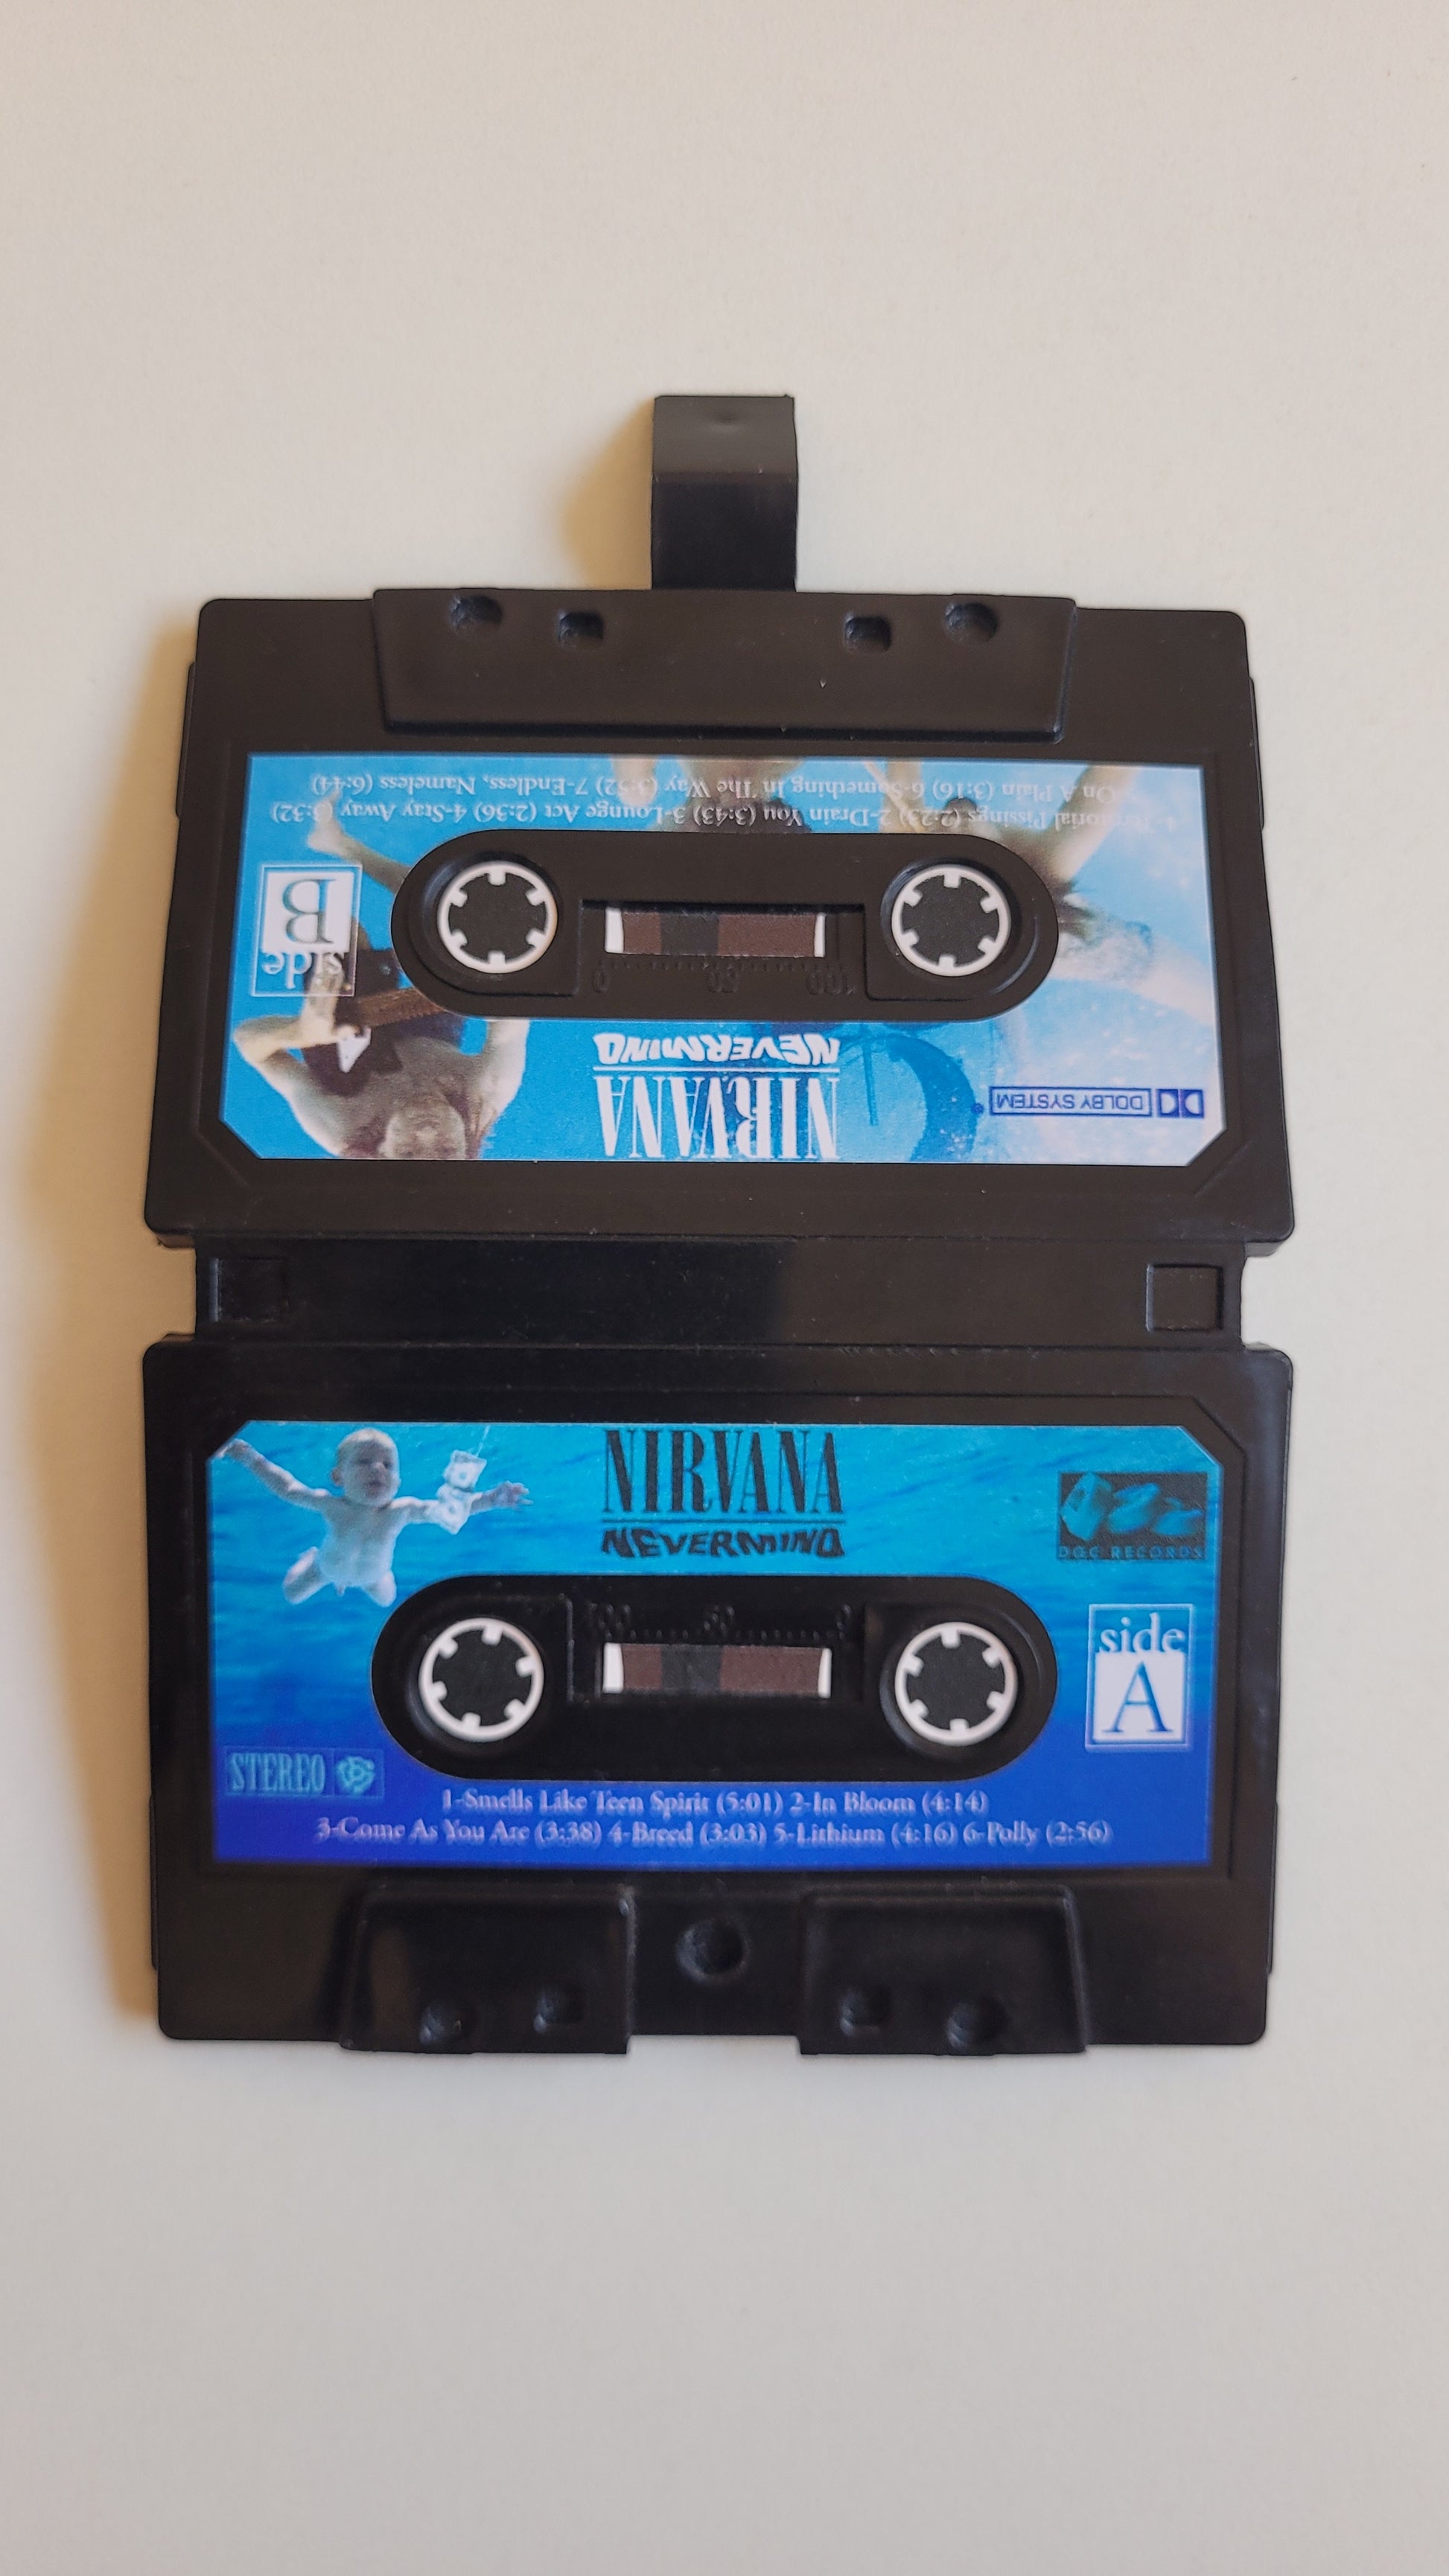 On A Plain (3:16) 6-Something In The Way (3:52) 7-Endless, Nameless (6:44)
Territorial Pissings (2:23) 2-Drain You (3:43) 3-Lounge Act (2:36) 4-Stay Away (3:32)
side
B
0 50 100
NEVERMIND
NIRVANA
DOLBY SYSTEM
NIRVANA
NEVERMIND
DGC RECORDS
100 50 0
side
A
STEREO
1-Smells Like Teen Spirit (5:01) 2-In Bloom (4:14)
3-Come As You Are (3:38) 4-Breed (3:03) 5-Lithium (4:16) 6-Polly (2:56)